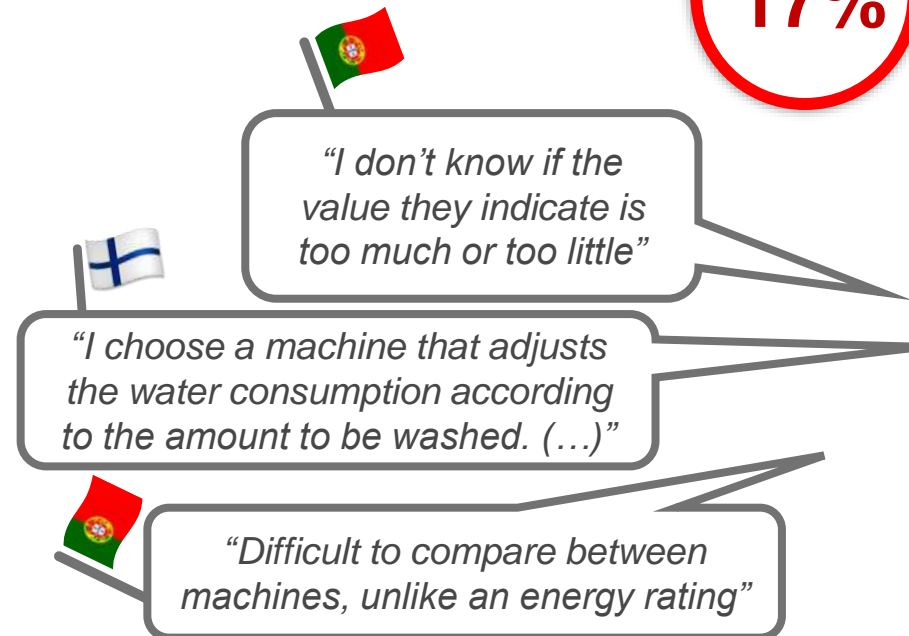 17%
“I don’t know if the
value they indicate is
too much or too little”
“I choose a machine that adjusts
the water consumption according
to the amount to be washed. (…)”
“Difficult to compare between
machines, unlike an energy rating”